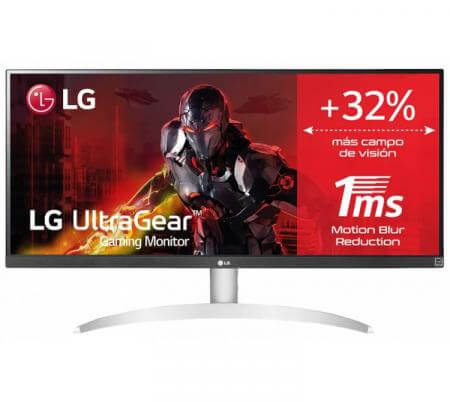 LG
LG UltraGear™
Gaming Monitor
+32%
más campo
de visión
1ms
Motion Blur
Reduction
LG